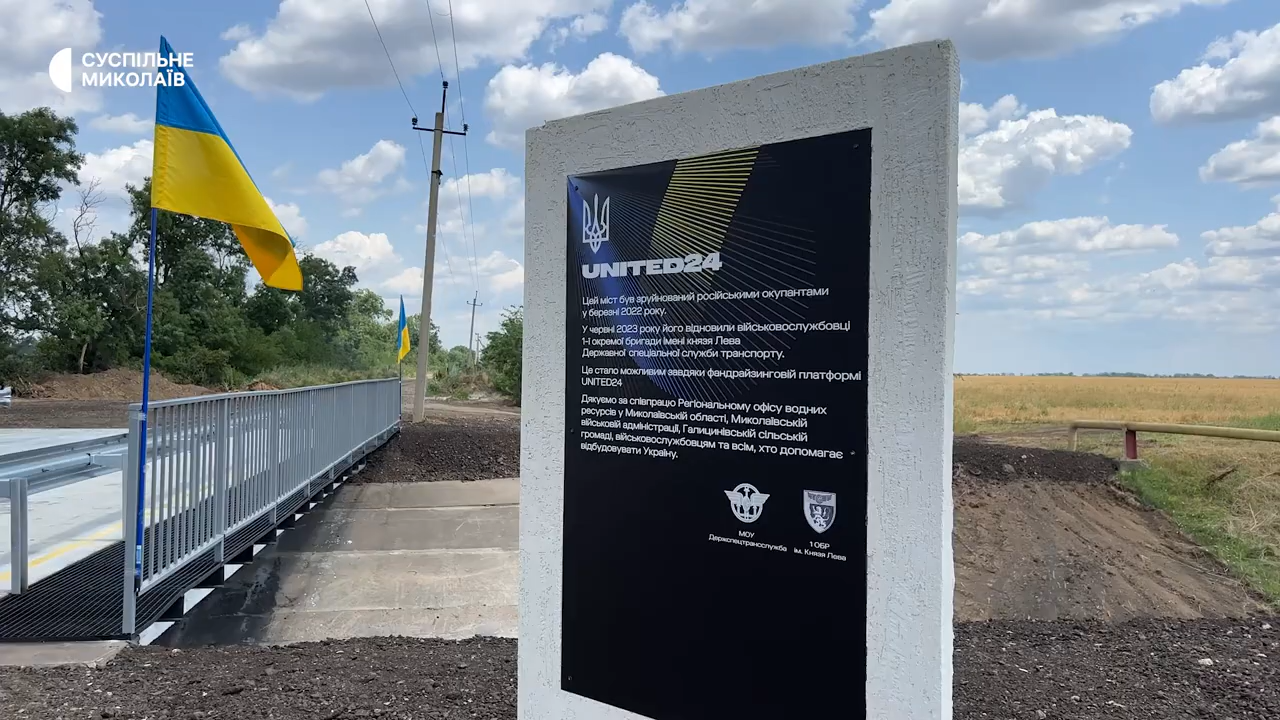 СУСПІЛЬНЕ
МИКОЛАЇВ
UNITED24
Цей міст був зруйнований російськими окупантами
у березні 2022 року.
У червні 2023 року його відновили військовослужбовці
1-ї окремої бригади імені князя Лева
Державної спеціальної служби транспорту.
Це стало можливим завдяки фандрайзинговій платформі
UNITED24
Дякуємо за співпрацю Регіональному офісу водних
ресурсів у Миколаївській області, Миколаївській
військовій адміністрації, Галицинівській сільській
громаді, військовослужбовцям та всім, хто допомагає
відбудовувати Україну.
МОУ
Держспецтрансслужба
1 ОБР
ім. Князя Лева